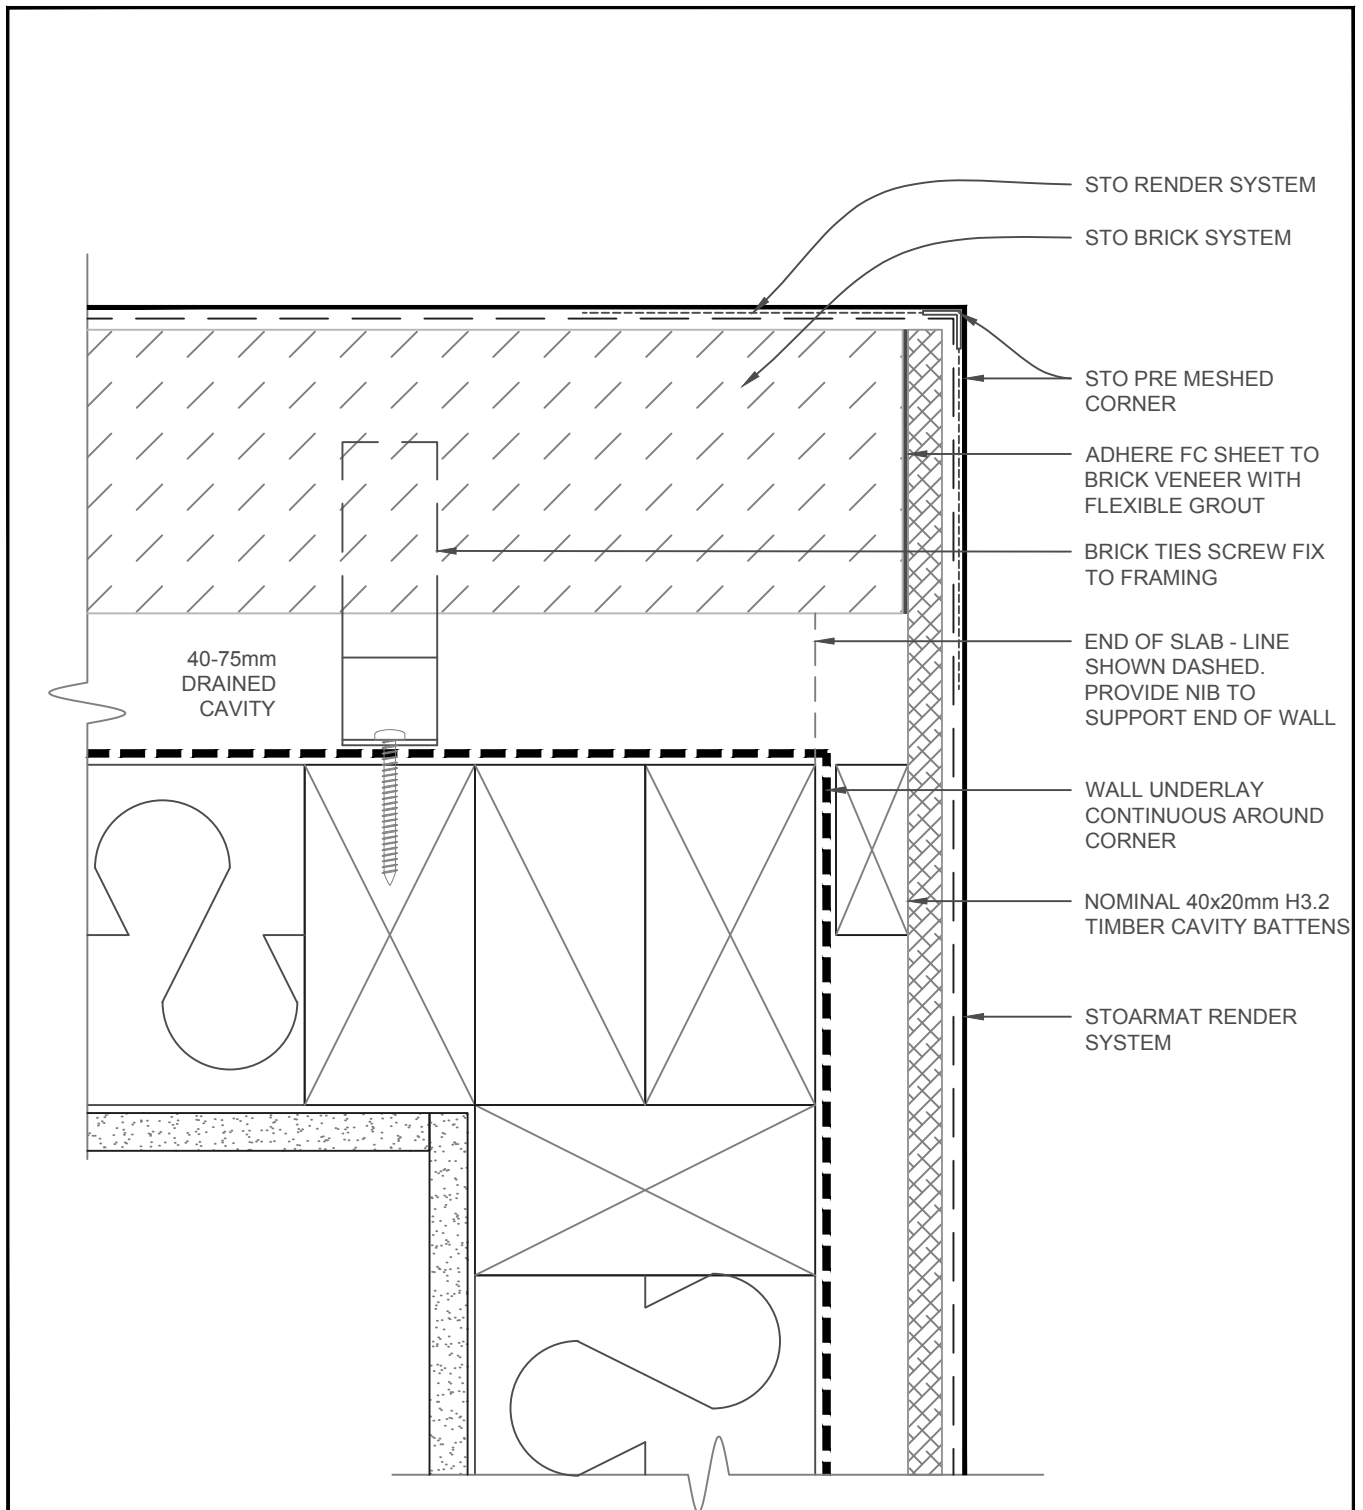 STO RENDER SYSTEM
STO BRICK SYSTEM
STO PRE MESHED
CORNER
ADHERE FC SHEET TO
BRICK VENEER WITH
FLEXIBLE GROUT
BRICK TIES SCREW FIX
TO FRAMING
END OF SLAB - LINE
SHOWN DASHED.
PROVIDE NIB TO
SUPPORT END OF WALL
40-75mm
DRAINED
CAVITY
WALL UNDERLAY
CONTINUOUS AROUND
CORNER
NOMINAL 40x20mm H3.2
TIMBER CAVITY BATTENS
STOARMAT RENDER
SYSTEM